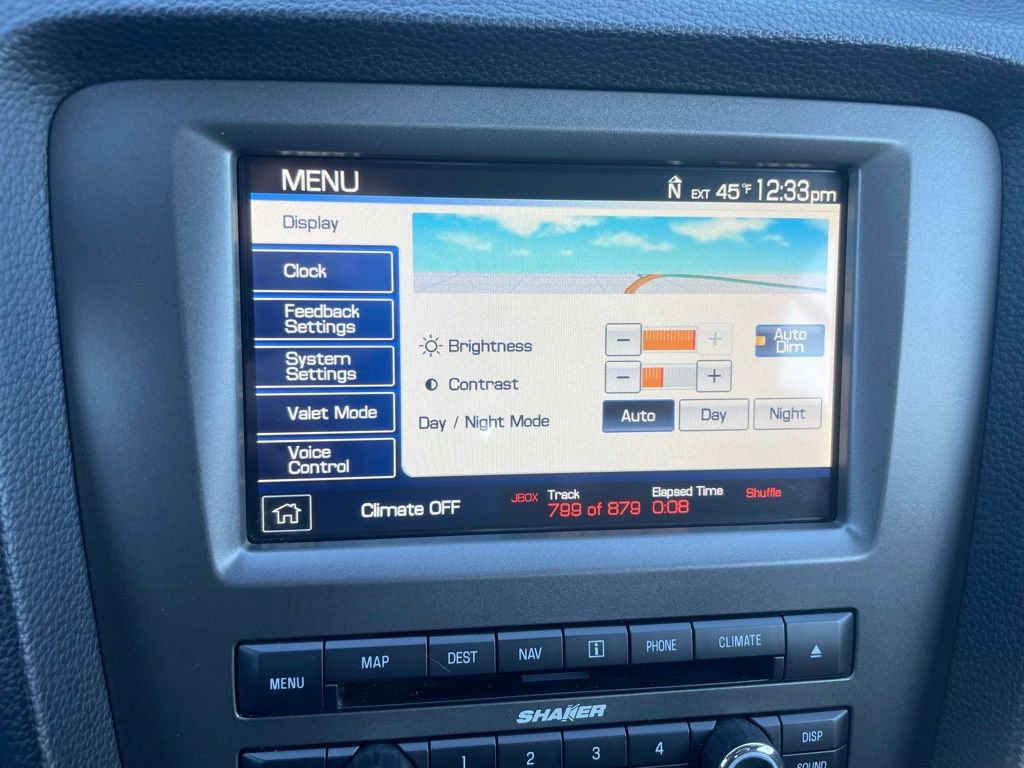 MENU
N EXT 45°F 12:33pm
Display
Clock
Feedback
Settings
System
Settings
Valet Mode
Voice
Control
Brightness
− +
Auto
Dim
Contrast
− +
Day / Night Mode
Auto Day Night
Climate OFF
JBOX Track Elapsed Time Shuffle
799 of 879 0:08
MENU MAP DEST NAV i PHONE CLIMATE
SHAKER
1 2 3 4 DISP
SOUND